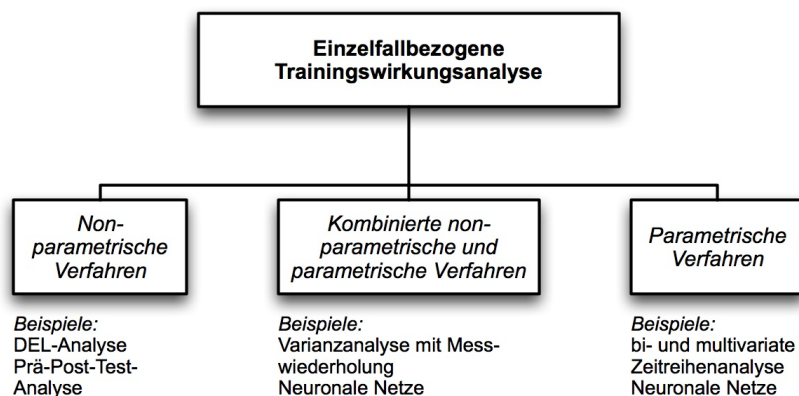 Einzelfallbezogene
Trainingswirkungsanalyse
Non-
parametrische
Verfahren
Kombinierte non-
parametrische und
parametrische Verfahren
Parametrische
Verfahren
Beispiele:
DEL-Analyse
Prä-Post-Test-
Analyse
Beispiele:
Varianzanalyse mit Mess-
wiederholung
Neuronale Netze
Beispiele:
bi- und multivariate
Zeitreihenanalyse
Neuronale Netze